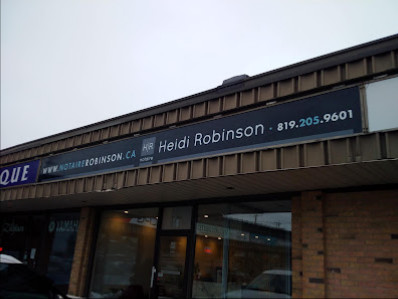 QUE
WWW.NOTAIREROBINSON.CA HR notaire Heidi Robinson · 819.205.9601